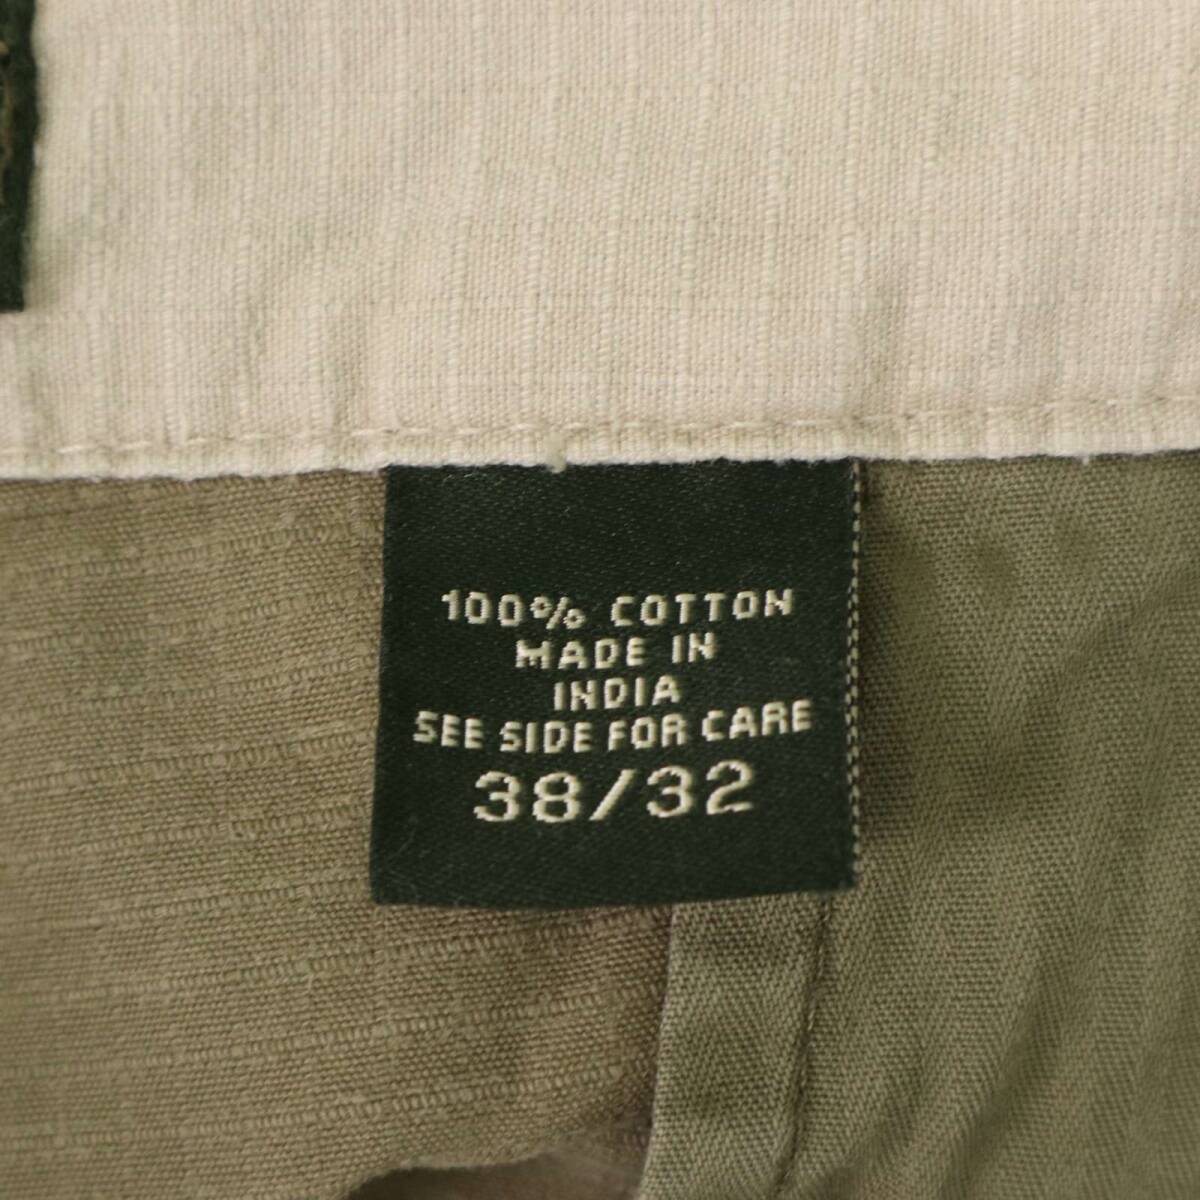 100% COTTON
MADE IN
INDIA
SEE SIDE FOR CARE
38/32